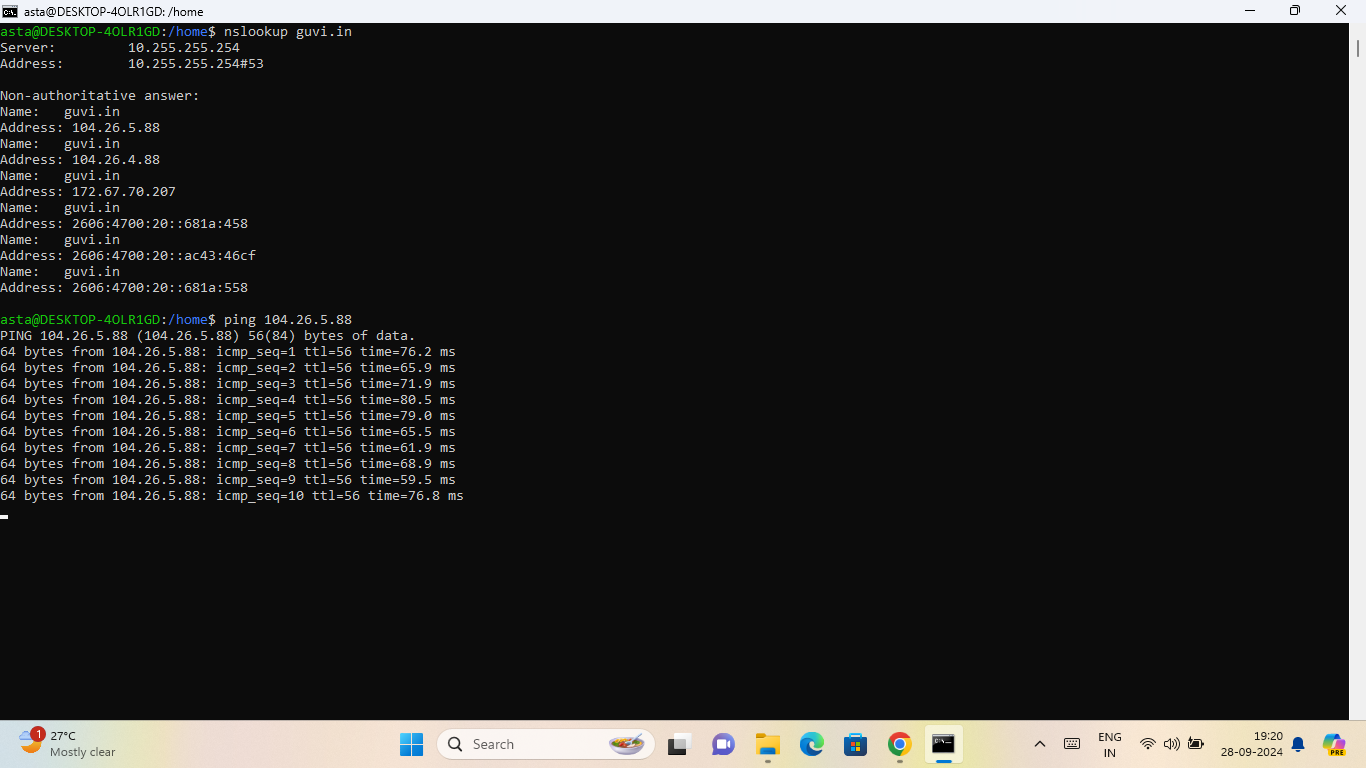 asta@DESKTOP-4OLR1GD: /home
asta@DESKTOP-4OLR1GD:/home$ nslookup guvi.in
Server:         10.255.255.254
Address:        10.255.255.254#53
Non-authoritative answer:
Name:   guvi.in
Address: 104.26.5.88
Name:   guvi.in
Address: 104.26.4.88
Name:   guvi.in
Address: 172.67.70.207
Name:   guvi.in
Address: 2606:4700:20::681a:458
Name:   guvi.in
Address: 2606:4700:20::ac43:46cf
Name:   guvi.in
Address: 2606:4700:20::681a:558
asta@DESKTOP-4OLR1GD:/home$ ping 104.26.5.88
PING 104.26.5.88 (104.26.5.88) 56(84) bytes of data.
64 bytes from 104.26.5.88: icmp_seq=1 ttl=56 time=76.2 ms
64 bytes from 104.26.5.88: icmp_seq=2 ttl=56 time=65.9 ms
64 bytes from 104.26.5.88: icmp_seq=3 ttl=56 time=71.9 ms
64 bytes from 104.26.5.88: icmp_seq=4 ttl=56 time=80.5 ms
64 bytes from 104.26.5.88: icmp_seq=5 ttl=56 time=79.0 ms
64 bytes from 104.26.5.88: icmp_seq=6 ttl=56 time=65.5 ms
64 bytes from 104.26.5.88: icmp_seq=7 ttl=56 time=61.9 ms
64 bytes from 104.26.5.88: icmp_seq=8 ttl=56 time=68.9 ms
64 bytes from 104.26.5.88: icmp_seq=9 ttl=56 time=59.5 ms
64 bytes from 104.26.5.88: icmp_seq=10 ttl=56 time=76.8 ms
1
27°C
Mostly clear
Search
ENG
IN
19:20
28-09-2024
PRE